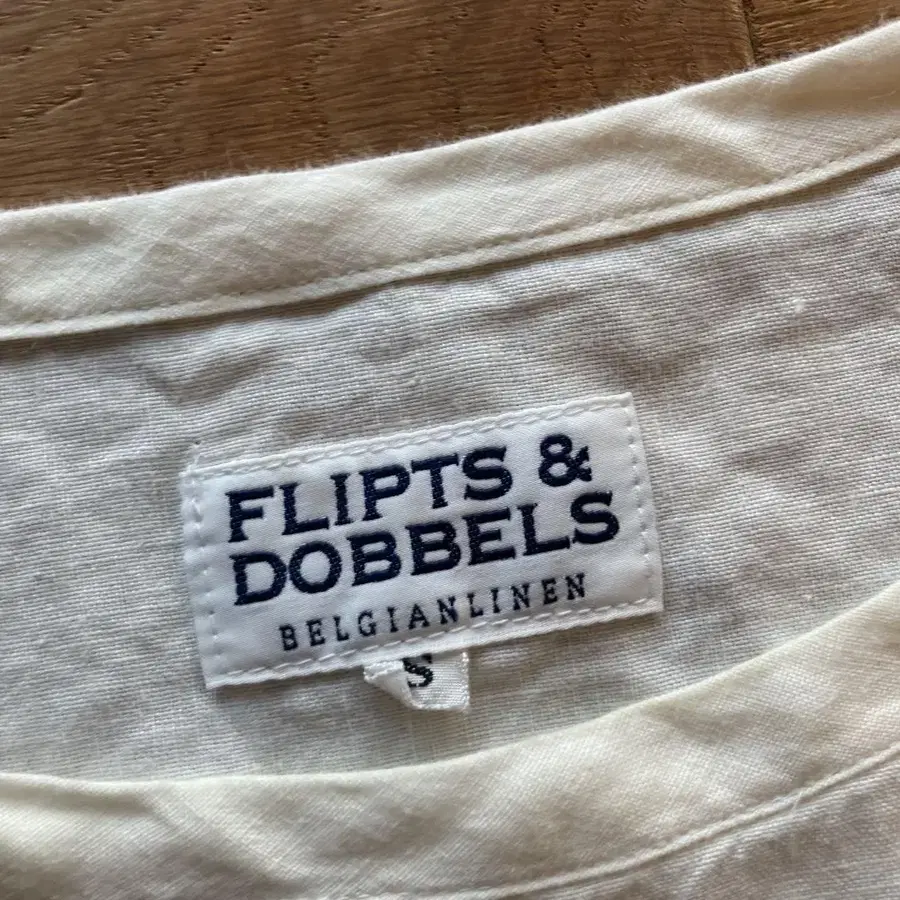 FLIPTS &
DOBBELS
BELGIANLINEN
S